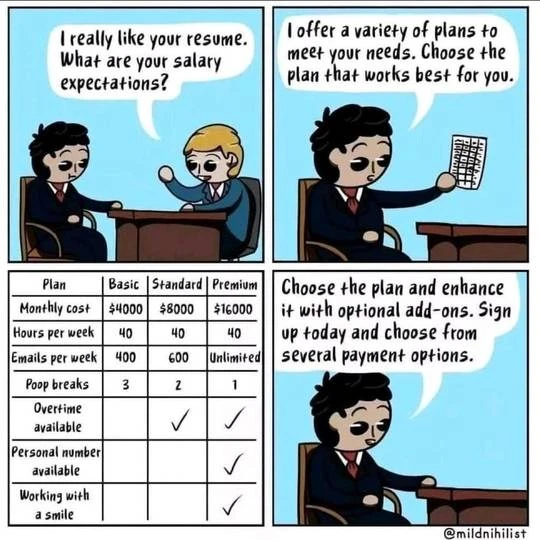 I really like your resume.
What are your salary
expectations?
I offer a variety of plans to
meet your needs. Choose the
plan that works best for you.
Plan Basic Standard Premium
Monthly cost $4000 $8000 $16000
Hours per week 40 40 40
Emails per week 400 600 Unlimited
Poop breaks 3 2 1
Overtime
available ✓ ✓
Personal number
available ✓
Working with
a smile ✓
Choose the plan and enhance
it with optional add-ons. Sign
up today and choose from
several payment options.
@mildnihilist